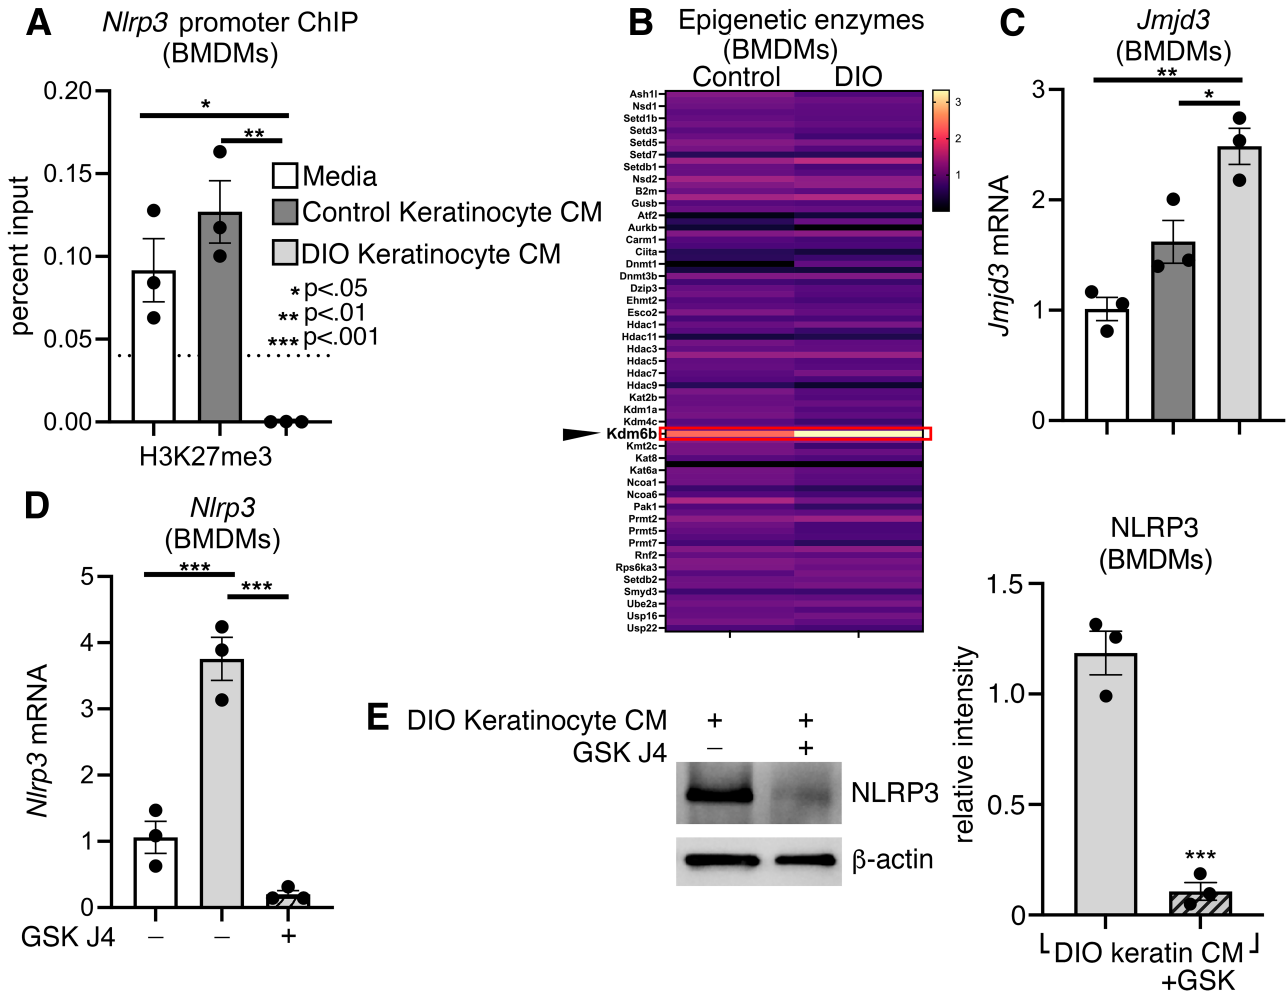 A
Nlrp3 promoter ChIP
(BMDMs)
percent input
0.20
0.15
0.10
0.05
0.00
*
**
Media
Control Keratinocyte CM
DIO Keratinocyte CM
* p<.05
** p<.01
*** p<.001
H3K27me3
B
Epigenetic enzymes
(BMDMs)
Control DIO
Ash1l
Nsd1
Setd1b
Setd3
Setd5
Setd7
Setdb1
Nsd2
B2m
Gusb
Atf2
Aurkb
Carm1
Ciita
Dnmt1
Dnmt3b
Dzip3
Ehmt2
Esco2
Hdac1
Hdac11
Hdac3
Hdac5
Hdac7
Hdac9
Kat2b
Kdm1a
Kdm4c
Kdm6b
Kmt2c
Kat8
Kat6a
Ncoa1
Ncoa6
Pak1
Prmt2
Prmt5
Prmt7
Rnf2
Rps6ka3
Setdb2
Smyd3
Ube2a
Usp16
Usp22
3
2
1
C
Jmjd3
(BMDMs)
**
*
Jmjd3 mRNA
3
2
1
0
D
Nlrp3
(BMDMs)
***
***
Nlrp3 mRNA
5
4
3
2
1
0
GSK J4 – – +
E
DIO Keratinocyte CM + +
GSK J4 – +
NLRP3
β-actin
NLRP3
(BMDMs)
relative intensity
1.5
1.0
0.5
0
***
DIO keratin CM
+GSK